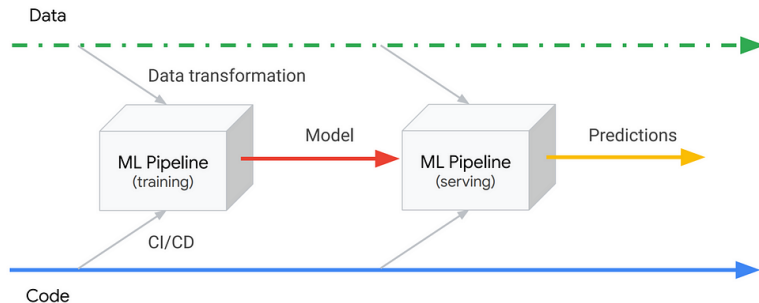 Data
Data transformation
Model
Predictions
ML Pipeline
(training)
ML Pipeline
(serving)
CI/CD
Code